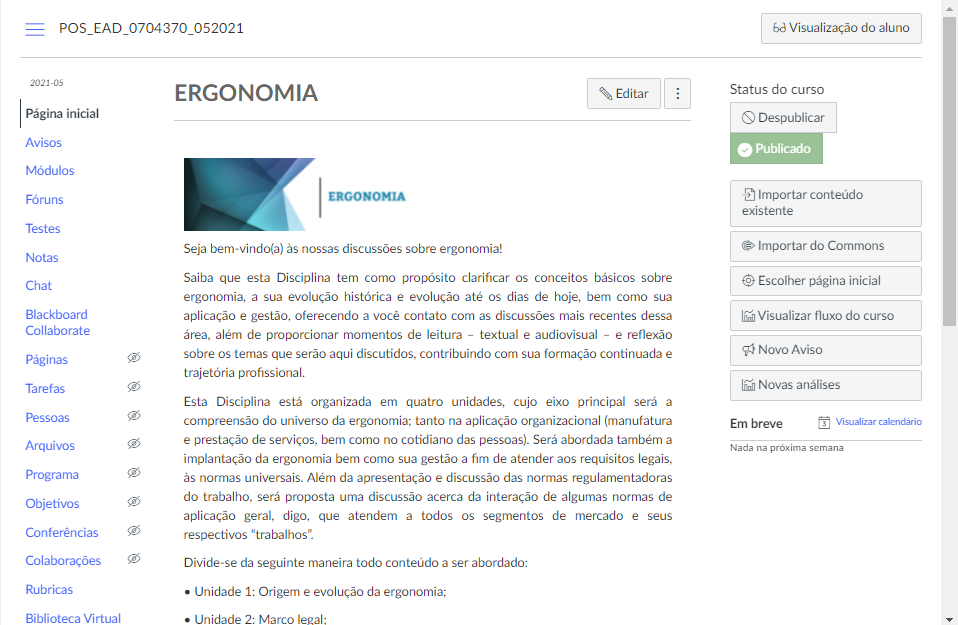 POS_EAD_0704370_052021
Visualização do aluno
2021-05
Página inicial
Avisos
Módulos
Fóruns
Testes
Notas
Chat
Blackboard
Collaborate
Páginas
Tarefas
Pessoas
Arquivos
Programa
Objetivos
Conferências
Colaborações
Rubricas
Biblioteca Virtual
ERGONOMIA
Editar
ERGONOMIA
Seja bem-vindo(a) às nossas discussões sobre ergonomia!
Saiba que esta Disciplina tem como propósito clarificar os conceitos básicos sobre
ergonomia, a sua evolução histórica e evolução até os dias de hoje, bem como sua
aplicação e gestão, oferecendo a você contato com as discussões mais recentes dessa
área, além de proporcionar momentos de leitura – textual e audiovisual – e reflexão
sobre os temas que serão aqui discutidos, contribuindo com sua formação continuada e
trajetória profissional.
Esta Disciplina está organizada em quatro unidades, cujo eixo principal será a
compreensão do universo da ergonomia; tanto na aplicação organizacional (manufatura
e prestação de serviços, bem como no cotidiano das pessoas). Será abordada também a
implantação da ergonomia bem como sua gestão a fim de atender aos requisitos legais,
às normas universais. Além da apresentação e discussão das normas regulamentadoras
do trabalho, será proposta uma discussão acerca da interação de algumas normas de
aplicação geral, digo, que atendem a todos os segmentos de mercado e seus
respectivos “trabalhos”.
Divide-se da seguinte maneira todo conteúdo a ser abordado:
• Unidade 1: Origem e evolução da ergonomia;
• Unidade 2: Marco legal;
Status do curso
Despublicar
Publicado
Importar conteúdo
existente
Importar do Commons
Escolher página inicial
Visualizar fluxo do curso
Novo Aviso
Novas análises
Em breve
3
Visualizar calendário
Nada na próxima semana